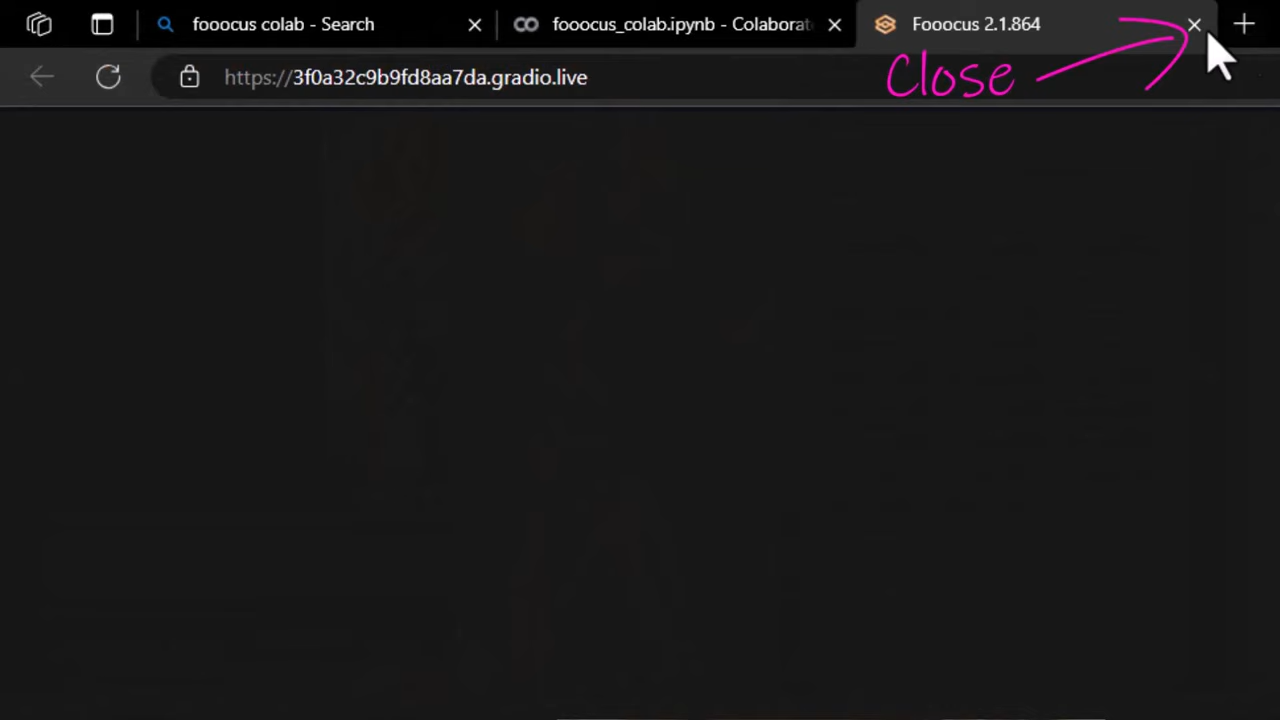 fooocus colab - Search
fooocus_colab.ipynb - Colaborat
Fooocus 2.1.864
https://3f0a32c9b9fd8aa7da.gradio.live
Close